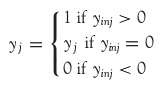 y_j = { 1 if y_inj > 0
y_j if y_inj = 0
0 if y_inj < 0